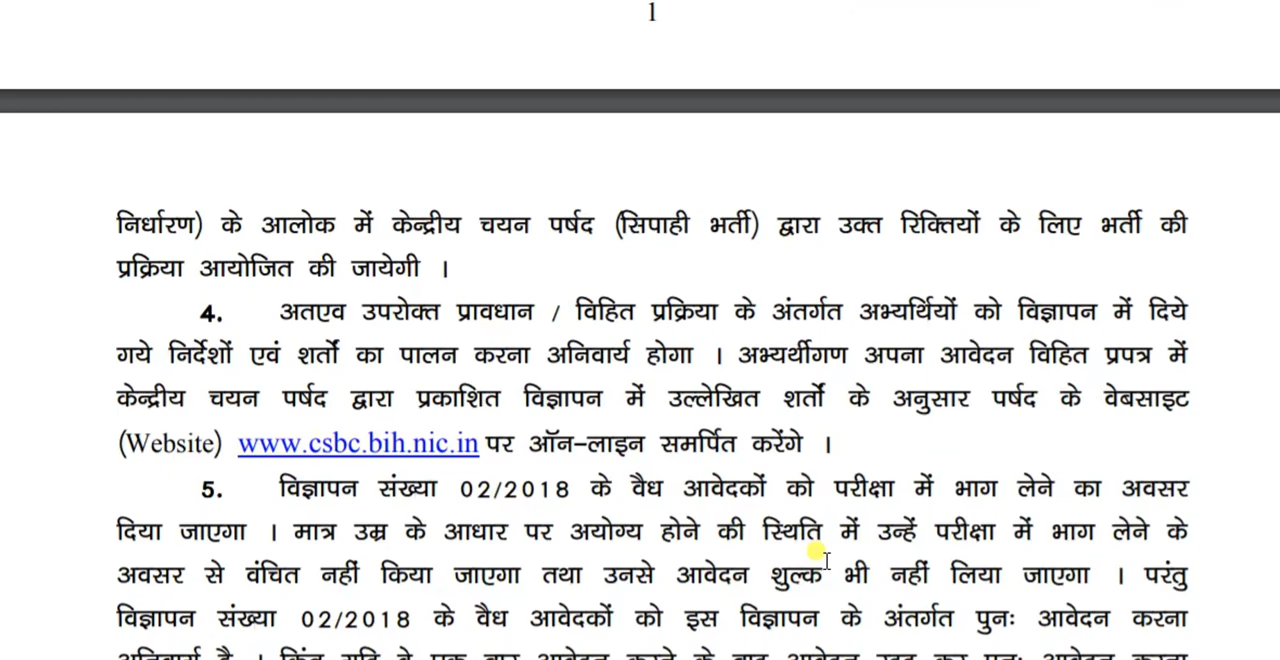 1
निर्धारण) के आलोक में केन्द्रीय चयन पर्षद (सिपाही भर्ती) द्वारा उक्त रिक्तियों के लिए भर्ती की
प्रक्रिया आयोजित की जायेगी ।
4. अतएव उपरोक्त प्रावधान / विहित प्रक्रिया के अंतर्गत अभ्यर्थियों को विज्ञापन में दिये
गये निर्देशों एवं शर्तों का पालन करना अनिवार्य होगा । अभ्यर्थीगण अपना आवेदन विहित प्रपत्र में
केन्द्रीय चयन पर्षद द्वारा प्रकाशित विज्ञापन में उल्लेखित शर्तों के अनुसार पर्षद के वेबसाइट
(Website) www.csbc.bih.nic.in पर ऑन-लाइन समर्पित करेंगे ।
5. विज्ञापन संख्या 02/2018 के वैध आवेदकों को परीक्षा में भाग लेने का अवसर
दिया जाएगा । मात्र उम्र के आधार पर अयोग्य होने की स्थिति में उन्हें परीक्षा में भाग लेने के
अवसर से वंचित नहीं किया जाएगा तथा उनसे आवेदन शुल्क भी नहीं लिया जाएगा । परंतु
विज्ञापन संख्या 02/2018 के वैध आवेदकों को इस विज्ञापन के अंतर्गत पुनः आवेदन करना